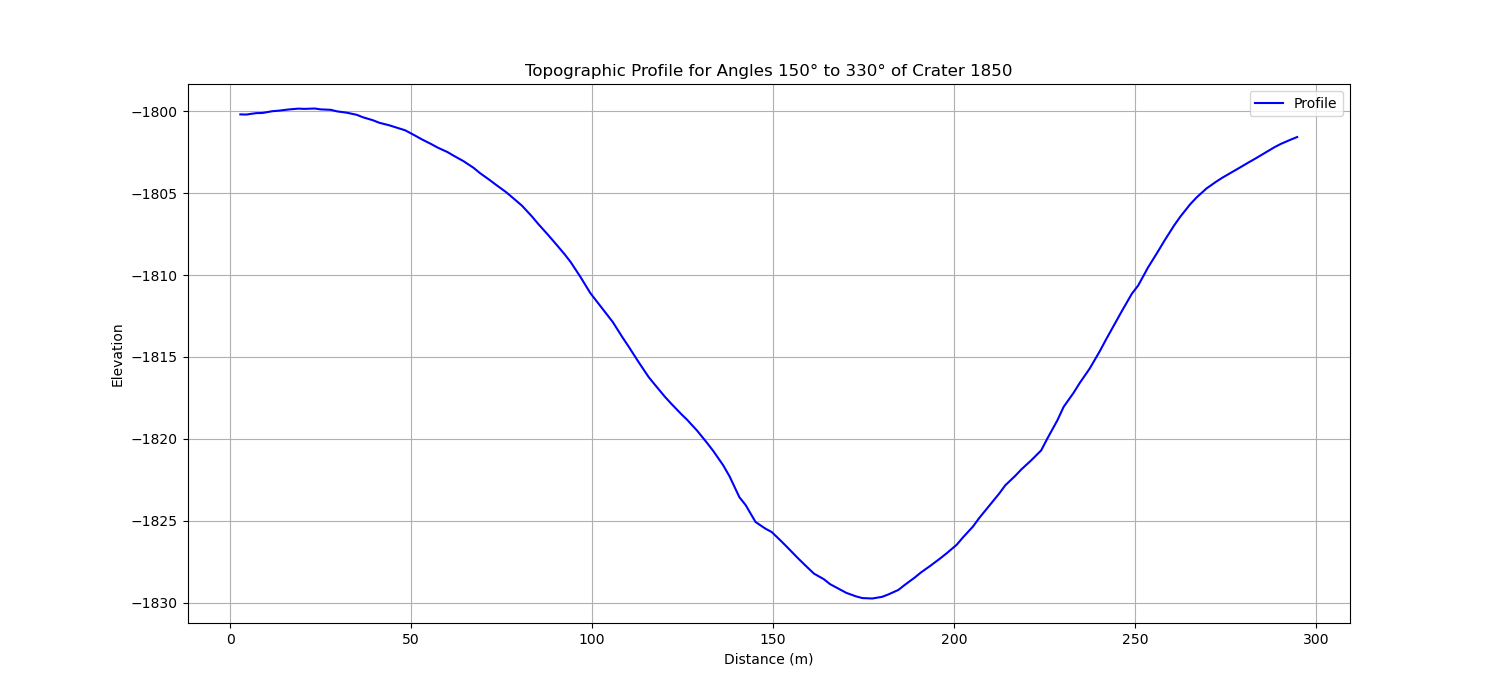 Topographic Profile for Angles 150° to 330° of Crater 1850
Profile
−1800
−1805
−1810
−1815
−1820
−1825
−1830
Elevation
0 50 100 150 200 250 300
Distance (m)